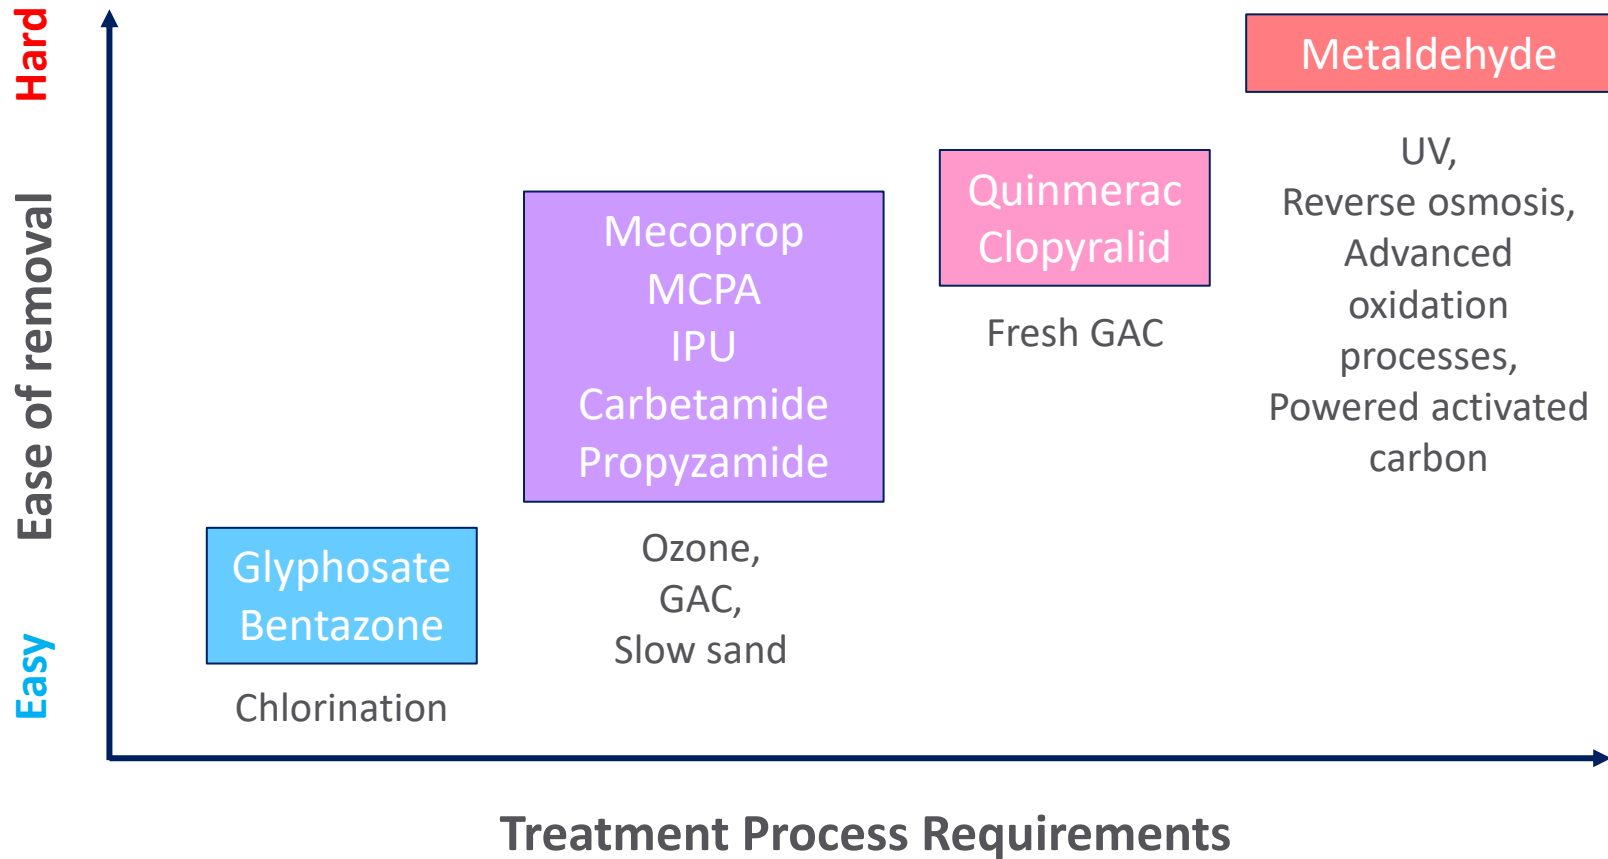 Hard
Ease of removal
Easy
Metaldehyde
UV,
Reverse osmosis,
Advanced
oxidation
processes,
Powered activated
carbon
Quinmerac
Clopyralid
Fresh GAC
Mecoprop
MCPA
IPU
Carbetamide
Propyzamide
Ozone,
GAC,
Slow sand
Glyphosate
Bentazone
Chlorination
Treatment Process Requirements